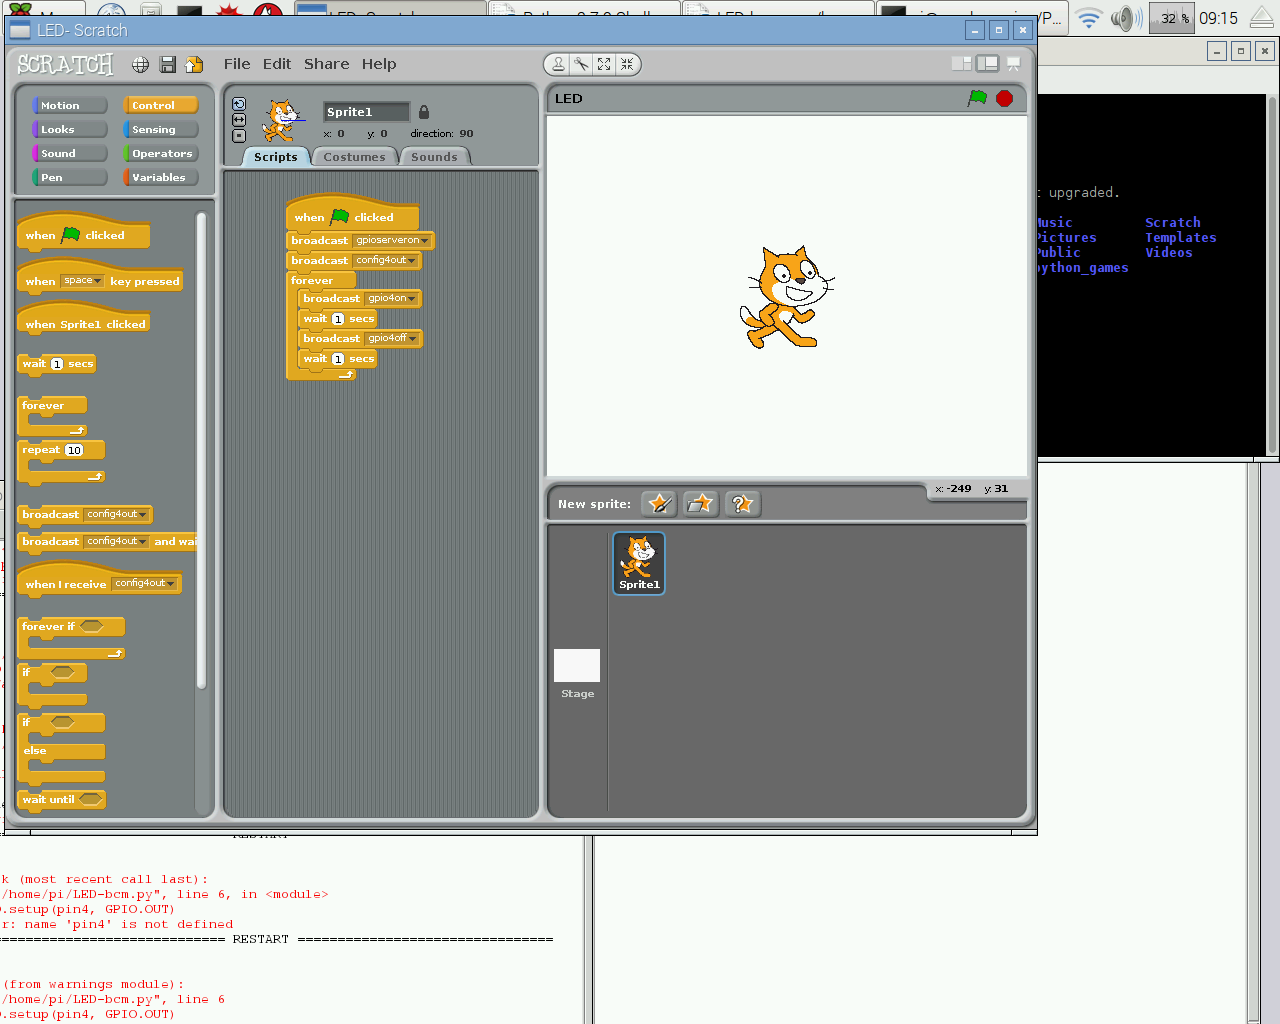 Me
LED- Scratch
32 %
09:15
LED- Scratch
SCRATCH
File Edit Share Help
Motion
Control
Looks
Sensing
Sound
Operators
Pen
Variables
Sprite1
x: 0 y: 0 direction: 90
Scripts
Costumes
Sounds
when clicked
when space key pressed
when Sprite1 clicked
wait 1 secs
forever
repeat 10
broadcast config4out
broadcast config4out and wai
when I receive config4out
forever if
if
if
else
wait until
when clicked
broadcast gpioserveron
broadcast config4out
forever
broadcast gpio4on
wait 1 secs
broadcast gpio4off
wait 1 secs
LED
x: -249 y: 31
New sprite:
Sprite1
Stage
upgraded.
Music Scratch
Pictures Templates
Public Videos
python_games
RESTART
k (most recent call last):
/home/pi/LED-bcm.py", line 6, in <module>
.setup(pin4, GPIO.OUT)
r: name 'pin4' is not defined
============================== RESTART ==================================
(from warnings module):
/home/pi/LED-bcm.py", line 6
.setup(pin4, GPIO.OUT)